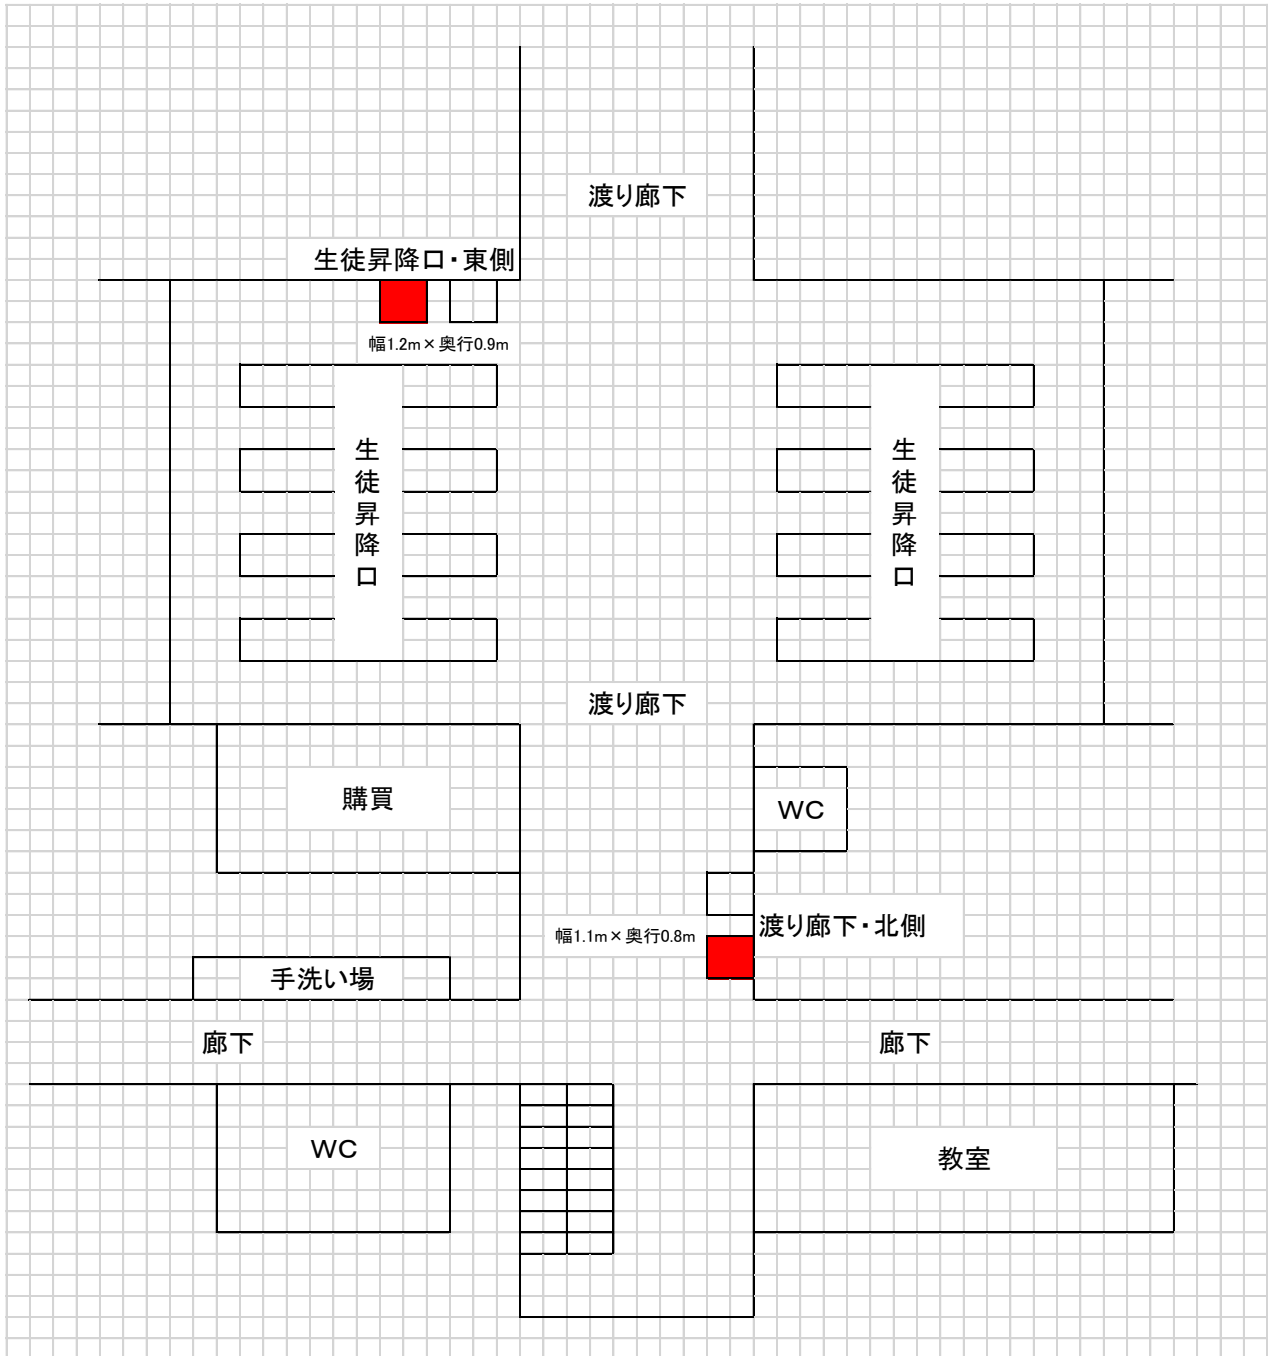 渡り廊下
生徒昇降口・東側
幅1.2m×奥行0.9m
生徒昇降口
生徒昇降口
渡り廊下
購買
WC
渡り廊下・北側
幅1.1m×奥行0.8m
手洗い場
廊下
廊下
WC
教室